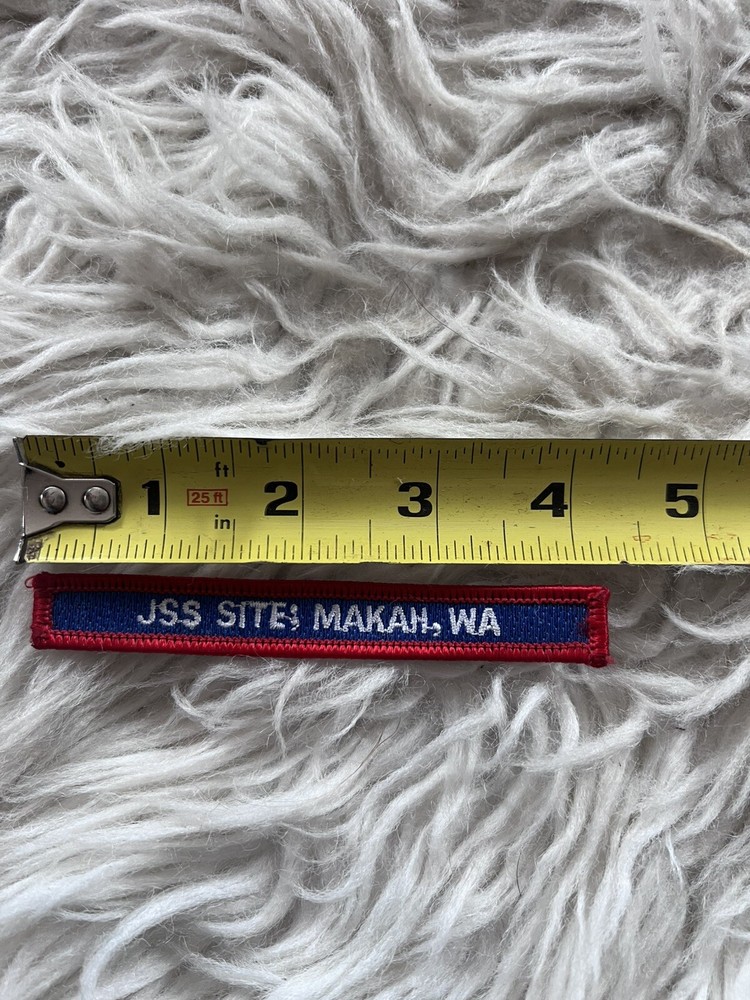 ft
1 25 ft 2 3 4 5
in
JSS SITE; MAKAH, WA